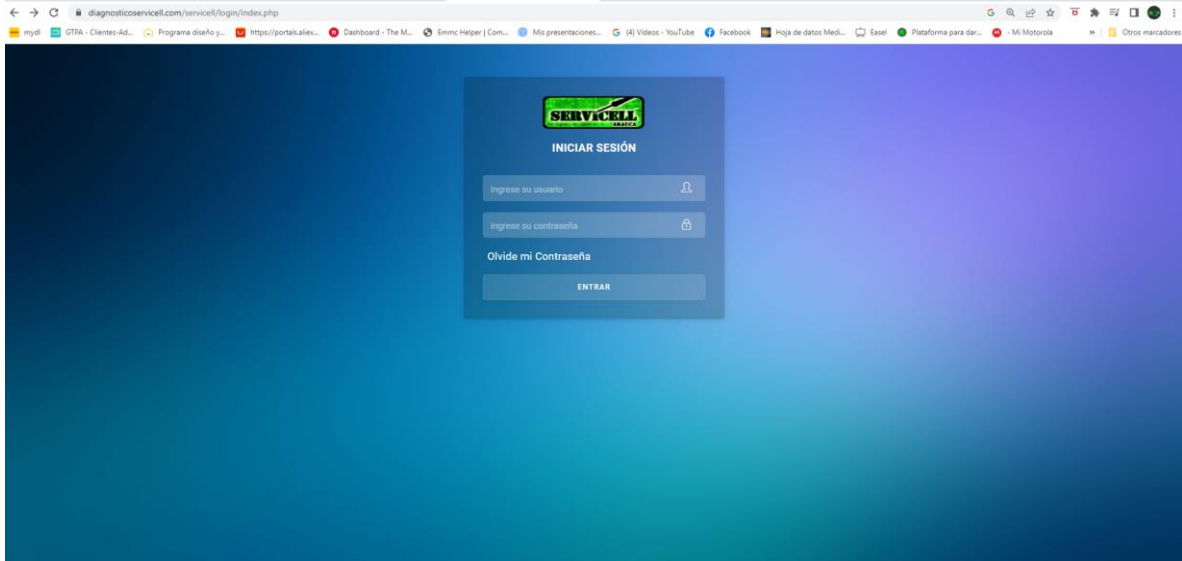 diagnosticoservicell.com/servicell/login/index.php
mydl GTPA - Clientes-Ad... Programa diseño y... https://portals.aliex... Dashboard - The M... Emmc Helper | Com... Mis presentaciones... (4) Videos - YouTube Facebook Hoja de datos Medi... Easel Plataforma para dar... - Mi Motorola » Otros marcadores
SERVICELL
ARAUCA
INICIAR SESIÓN
Ingrese su usuario
Ingrese su contraseña
Olvide mi Contraseña
ENTRAR